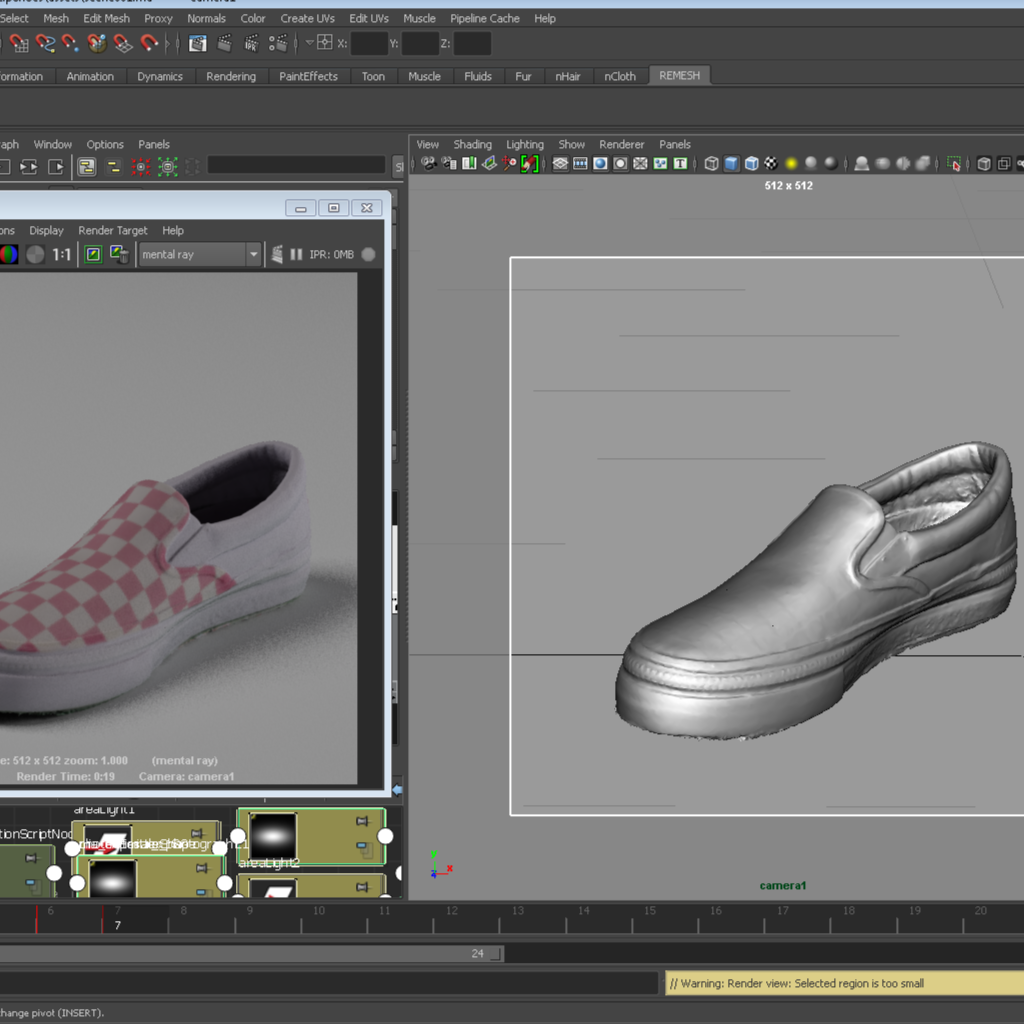 Select Mesh Edit Mesh Proxy Normals Color Create UVs Edit UVs Muscle Pipeline Cache Help
X: Y: Z:
ormation Animation Dynamics Rendering PaintEffects Toon Muscle Fluids Fur nHair nCloth REMESH
raph Window Options Panels
View Shading Lighting Show Renderer Panels
512 x 512
ons Display Render Target Help
1:1 mental ray IPR: 0MB
e: 512 x 512 zoom: 1.000 (mental ray)
Render Time: 0:19 Camera: camera1
areaLight1
tionScriptNod
areaLight2
camera1
6 7 8 9 10 11 12 13 14 15 16 17 18 19 20
7
24
// Warning: Render view: Selected region is too small
hange pivot (INSERT).